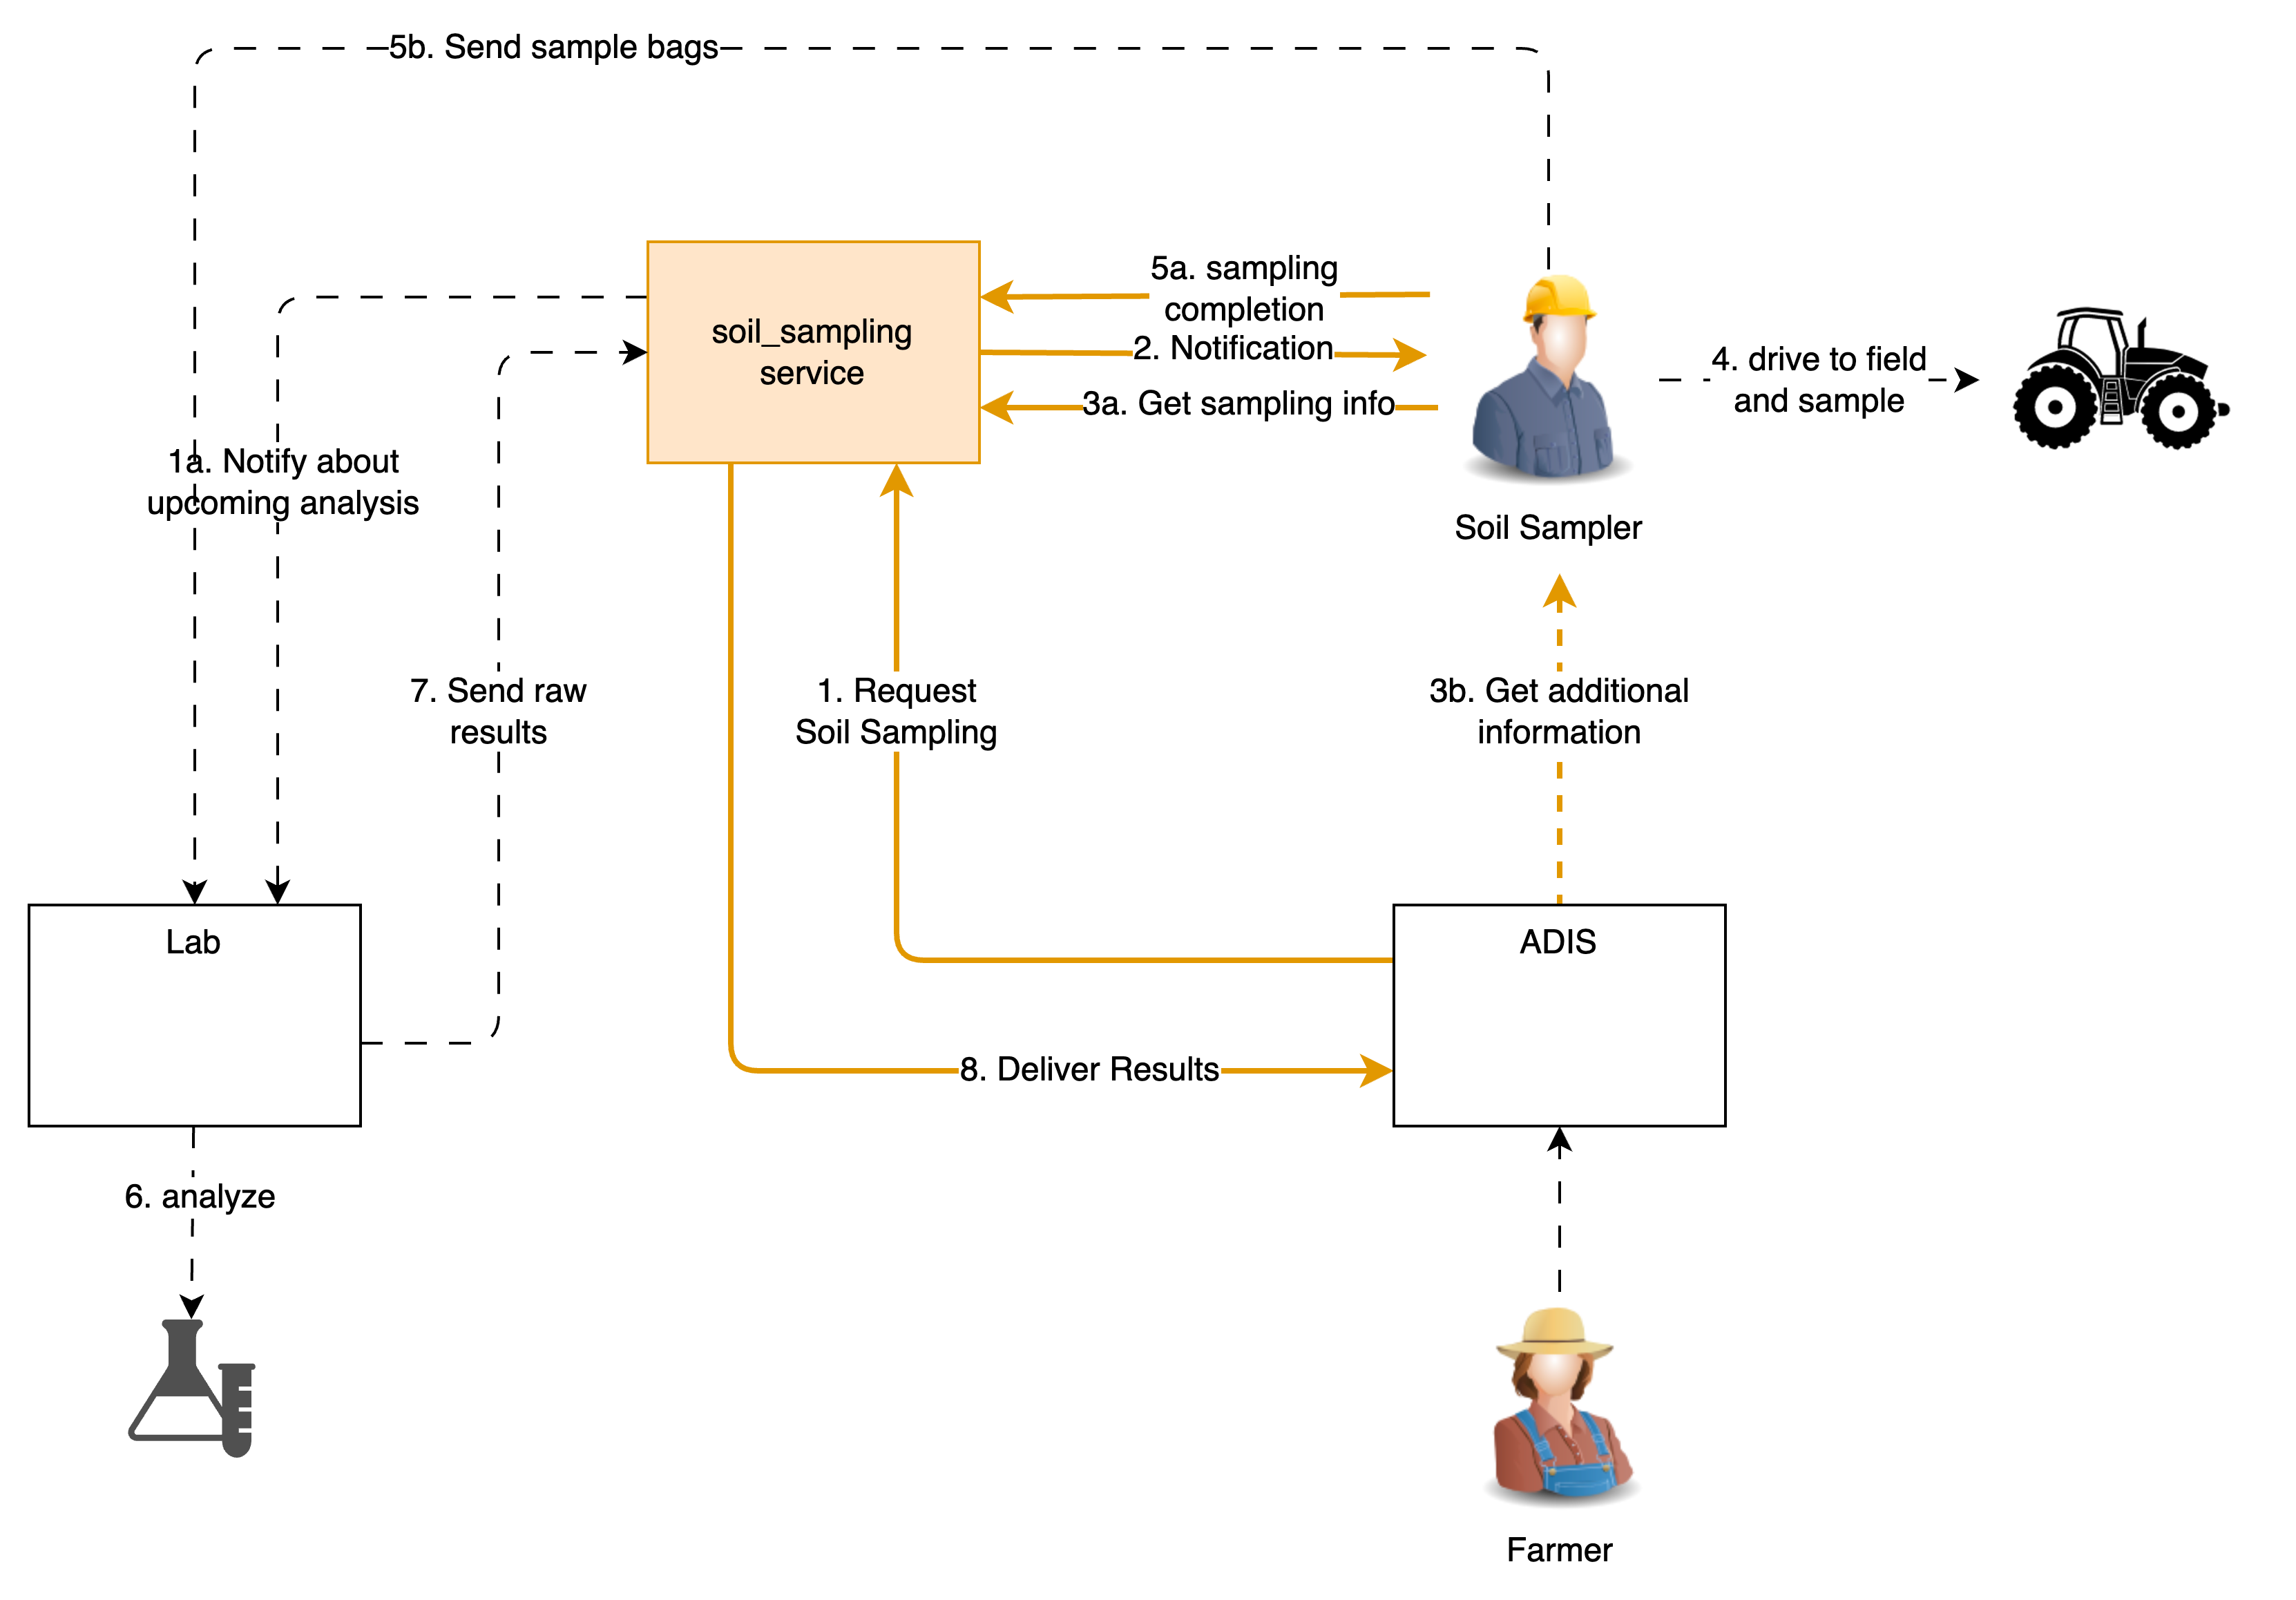 5b. Send sample bags
5a. sampling
completion
soil_sampling
service
2. Notification
4. drive to field
and sample
3a. Get sampling info
1a. Notify about
upcoming analysis
Soil Sampler
7. Send raw
results
1. Request
Soil Sampling
3b. Get additional
information
Lab
ADIS
8. Deliver Results
6. analyze
Farmer